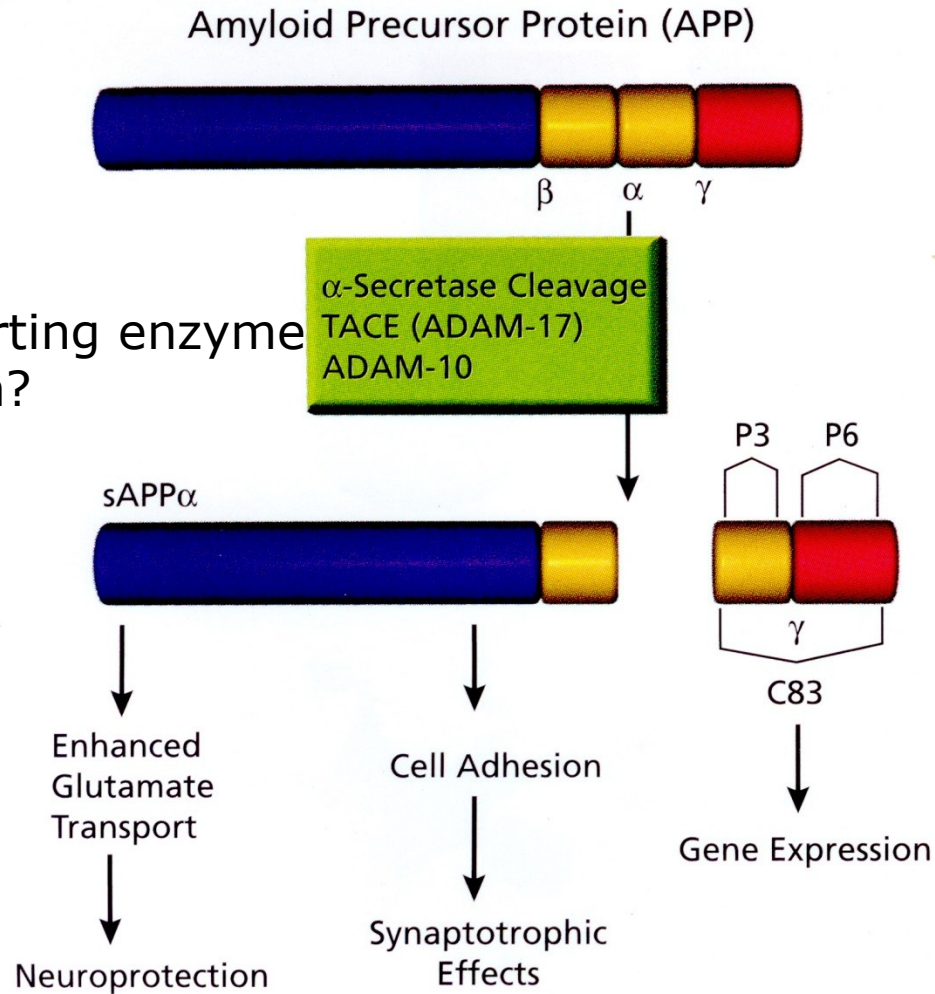 Amyloid Precursor Protein (APP)
β α γ
α-Secretase Cleavage
TACE (ADAM-17)
ADAM-10
rting enzyme
?
P3 P6
sAPPα
γ
C83
Enhanced
Glutamate
Transport
Cell Adhesion
Gene Expression
Neuroprotection
Synaptotrophic
Effects